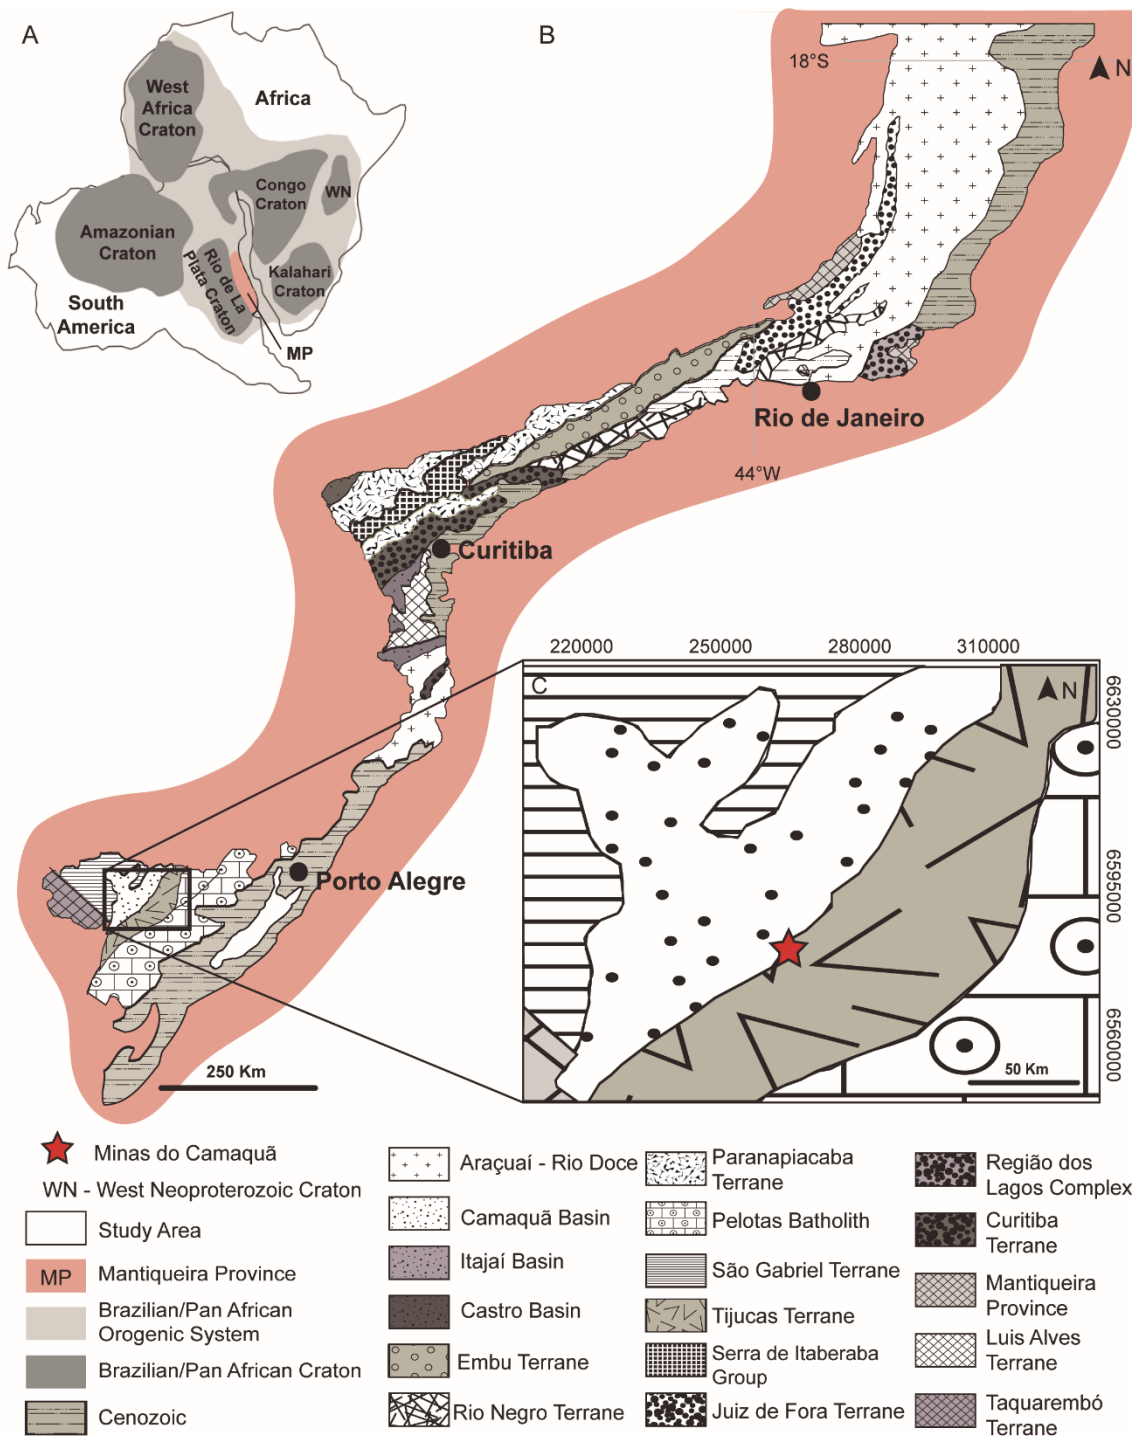 A
West
Africa
Craton
Africa
Congo
Craton
WN
Amazonian
Craton
Rio de La
Plata Craton
Kalahari
Craton
South
America
MP
B
18°S
N
Rio de Janeiro
44°W
Curitiba
Porto Alegre
250 Km
220000
250000
280000
310000
C
N
6630000
6595000
6560000
50 Km
Minas do Camaquã
WN - West Neoproterozoic Craton
Study Area
MP
Mantiqueira Province
Brazilian/Pan African
Orogenic System
Brazilian/Pan African Craton
Cenozoic
Araçuaí - Rio Doce
Camaquã Basin
Itajaí Basin
Castro Basin
Embu Terrane
Rio Negro Terrane
Paranapiacaba
Terrane
Pelotas Batholith
São Gabriel Terrane
Tijucas Terrane
Serra de Itaberaba
Group
Juiz de Fora Terrane
Região dos
Lagos Complex
Curitiba
Terrane
Mantiqueira
Province
Luis Alves
Terrane
Taquarembó
Terrane